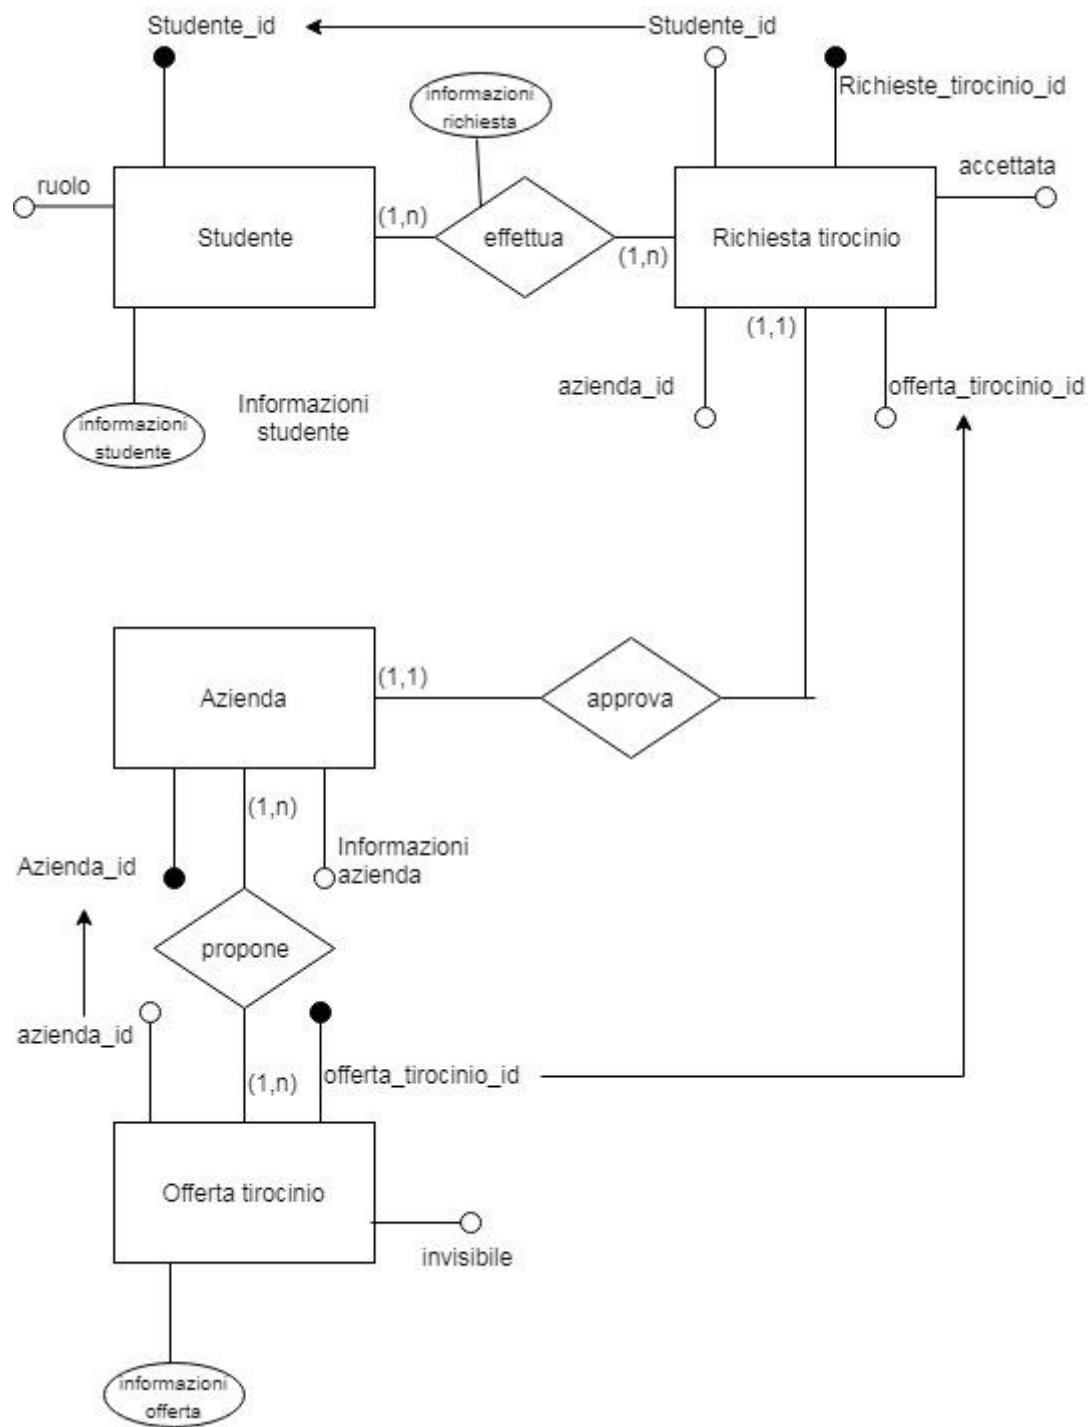 Studente_id
Studente_id
informazioni
richiesta
Richieste_tirocinio_id
ruolo
accettata
Studente
(1,n)
effettua
(1,n)
Richiesta tirocinio
(1,1)
azienda_id
offerta_tirocinio_id
informazioni
studente
Informazioni
studente
Azienda
(1,1)
approva
(1,n)
Azienda_id
Informazioni
azienda
propone
azienda_id
(1,n)
offerta_tirocinio_id
Offerta tirocinio
invisibile
informazioni
offerta